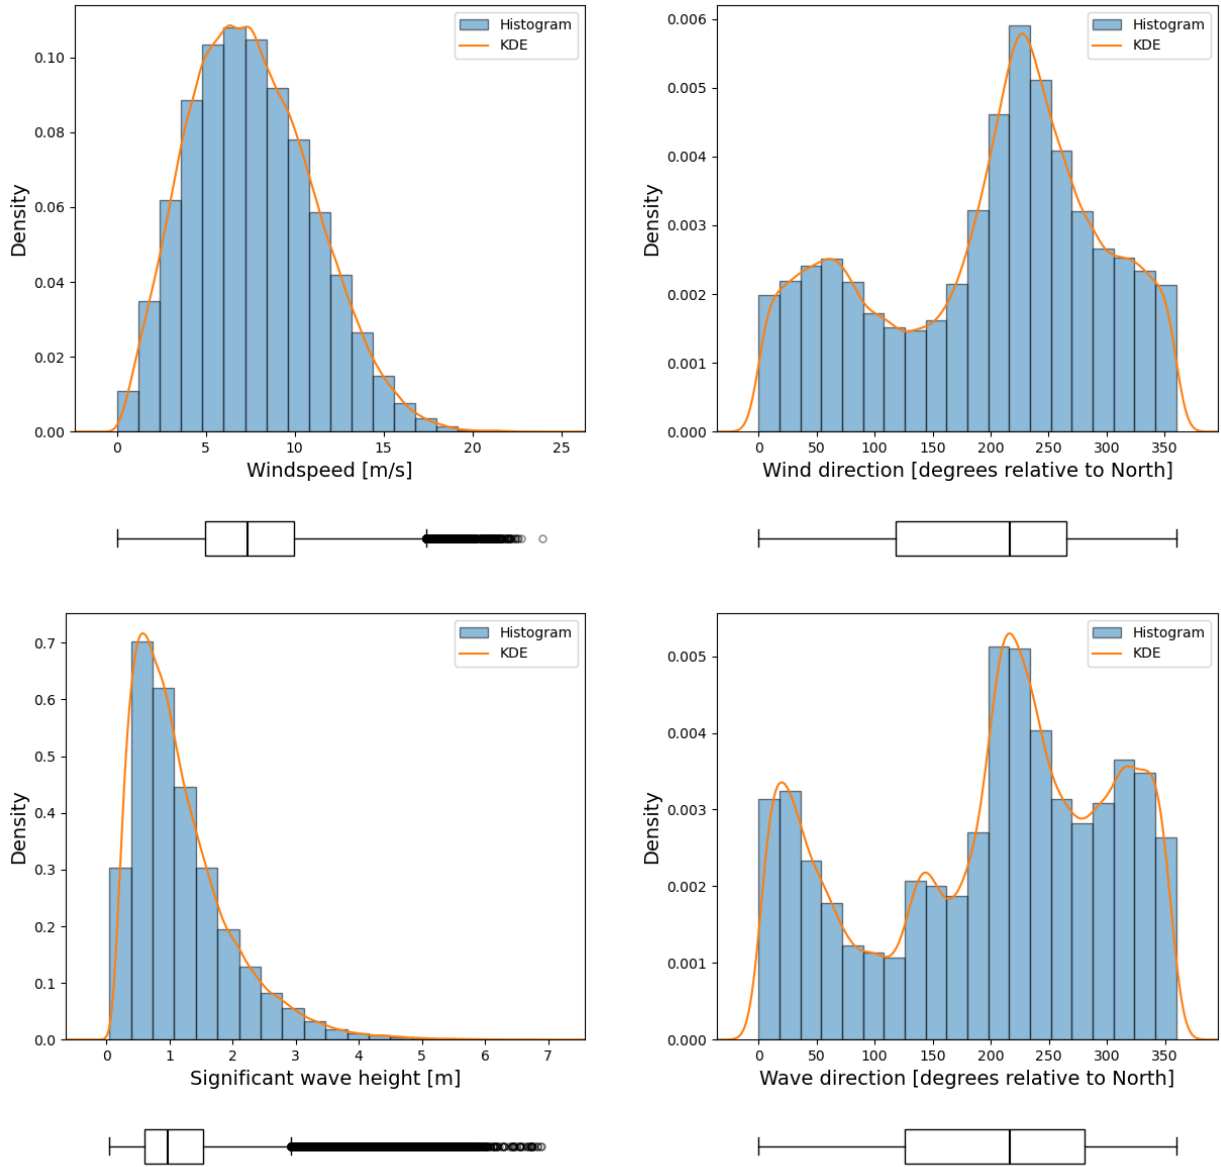 Histogram
KDE
0.10
0.08
0.06
0.04
0.02
0.00
Density
0 5 10 15 20 25
Windspeed [m/s]
Histogram
KDE
0.006
0.005
0.004
0.003
0.002
0.001
0.000
Density
0 50 100 150 200 250 300 350
Wind direction [degrees relative to North]
Histogram
KDE
0.7
0.6
0.5
0.4
0.3
0.2
0.1
0.0
Density
0 1 2 3 4 5 6 7
Significant wave height [m]
Histogram
KDE
0.005
0.004
0.003
0.002
0.001
0.000
Density
0 50 100 150 200 250 300 350
Wave direction [degrees relative to North]